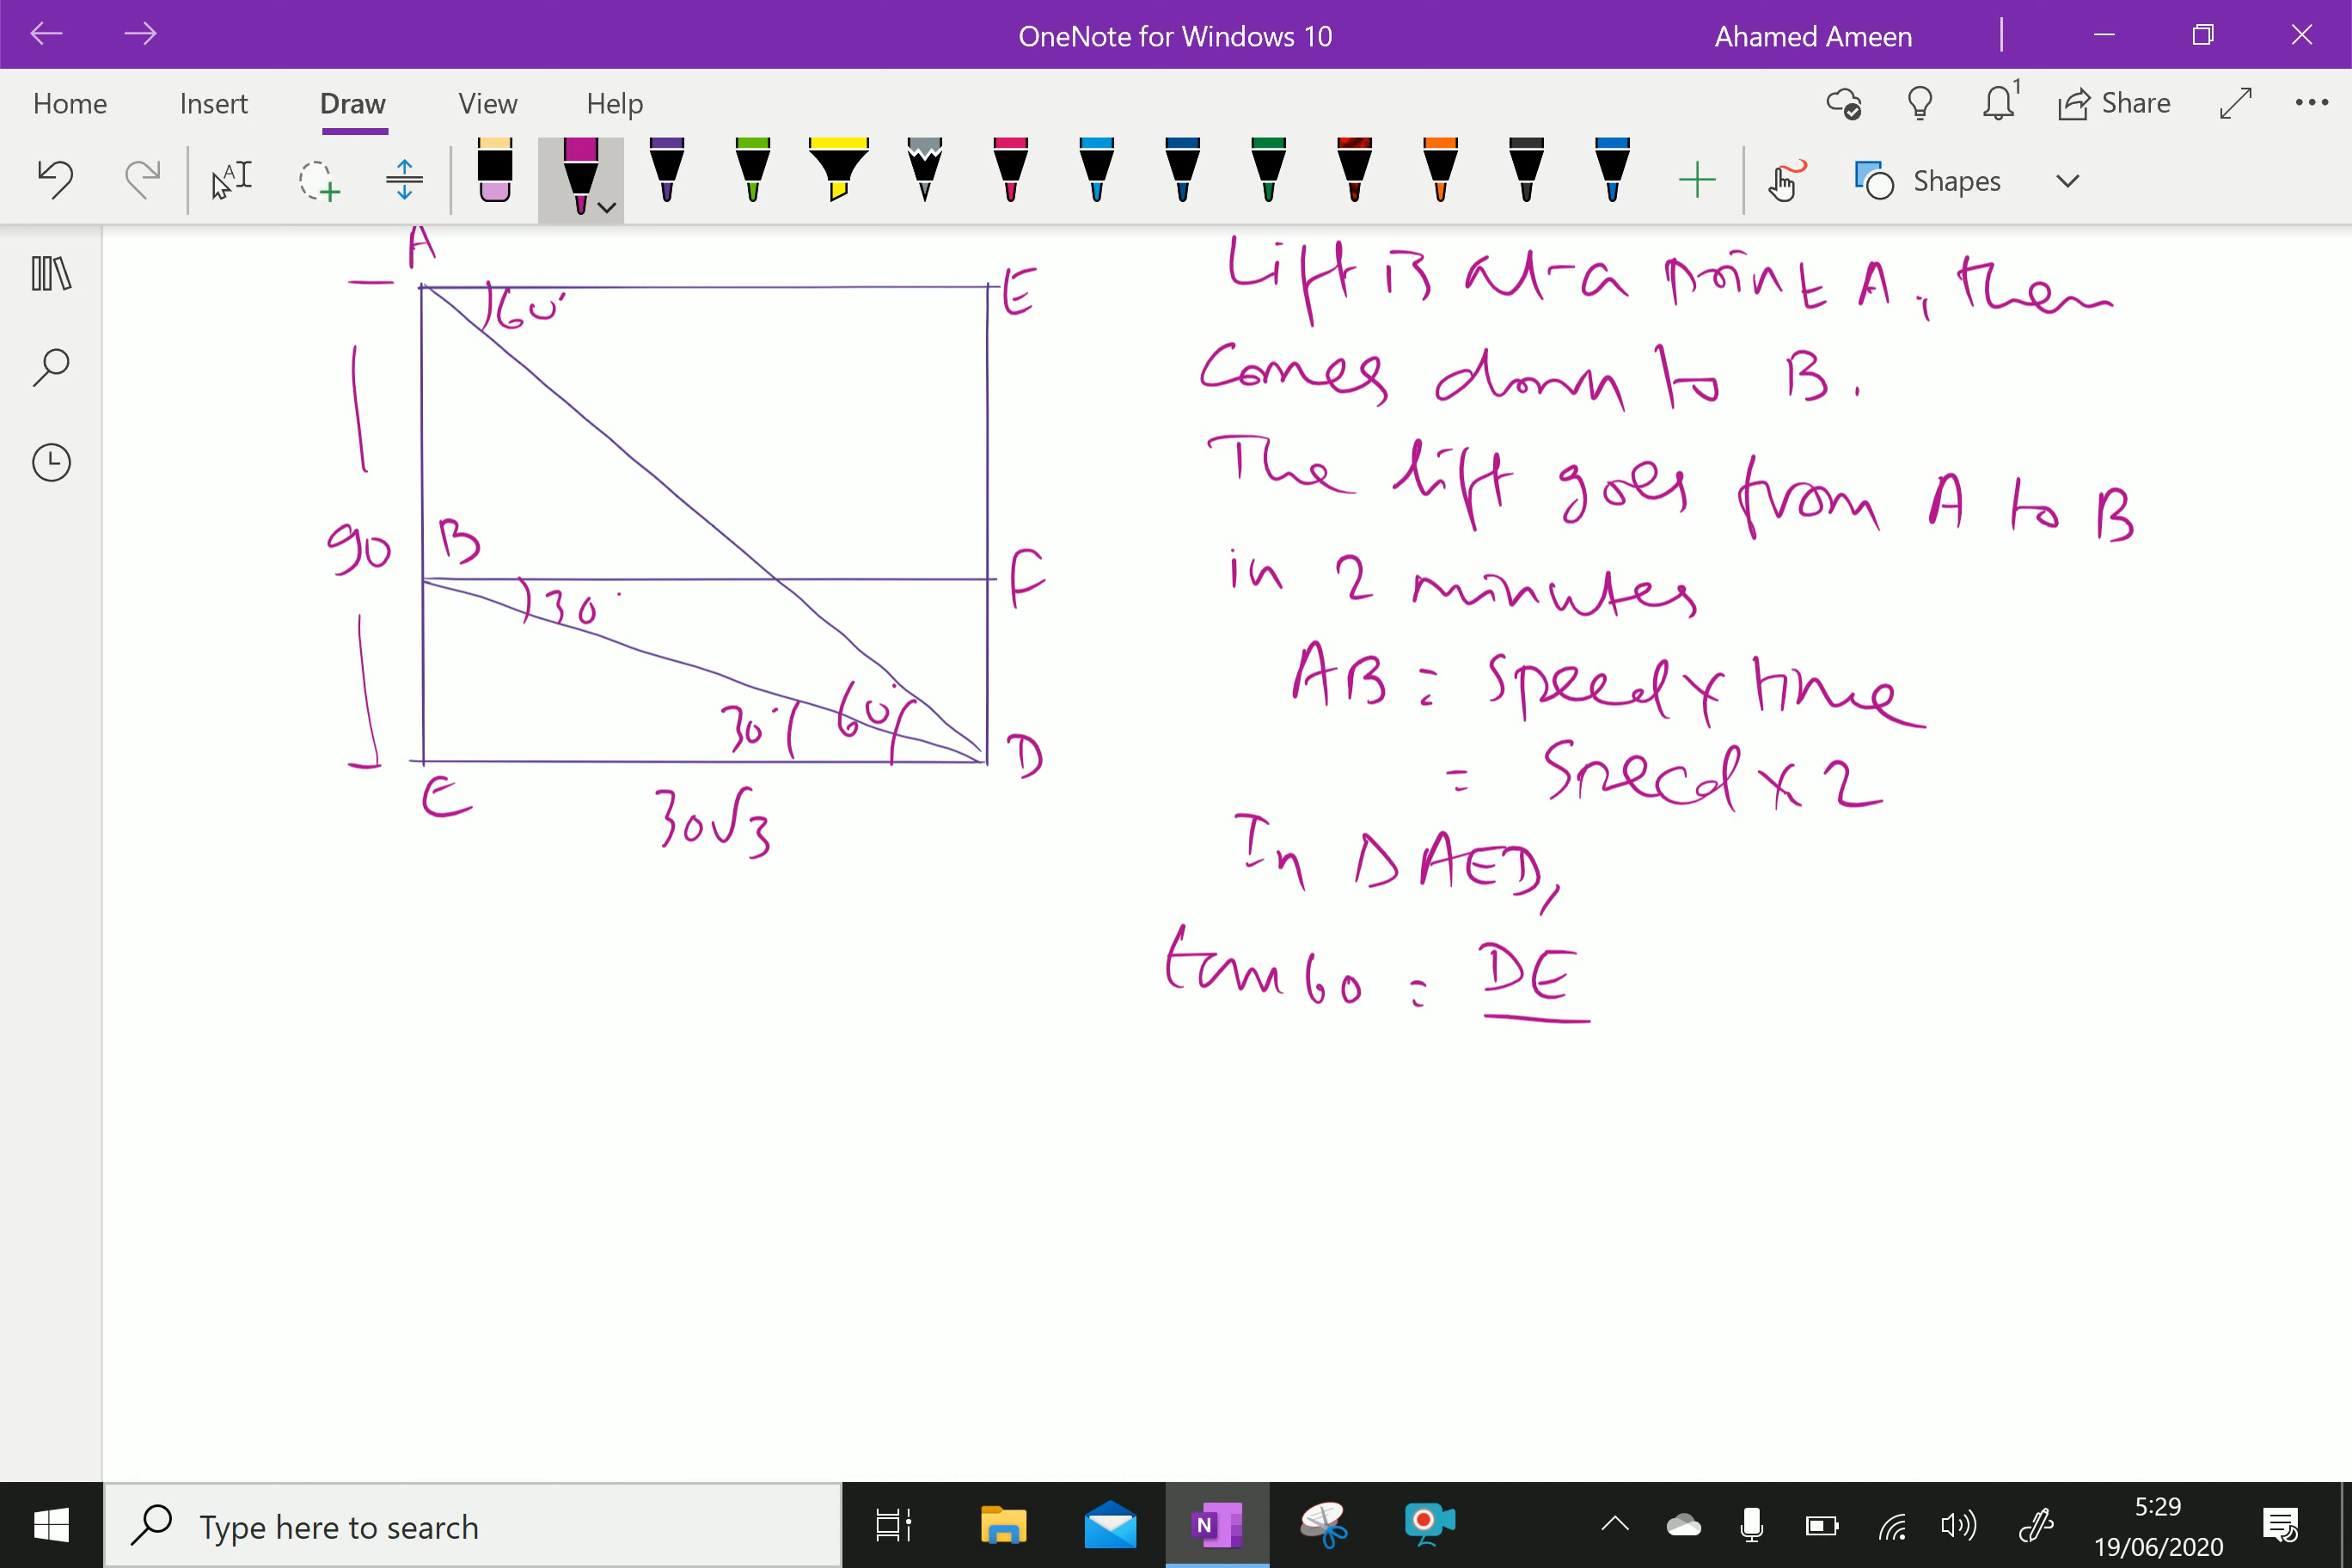 OneNote for Windows 10
Ahamed Ameen
Home Insert Draw View Help
1
Share
Shapes
A
E
60°
90
B
F
30°
30° 60°
D
E
30√3
Lift is at a point A, then
Comes down to B.
The lift goes from A to B
in 2 minutes
AB = Speed x time
= Speed x 2
In Δ AED,
tan 60 = DE
Type here to search
N
5:29
19/06/2020